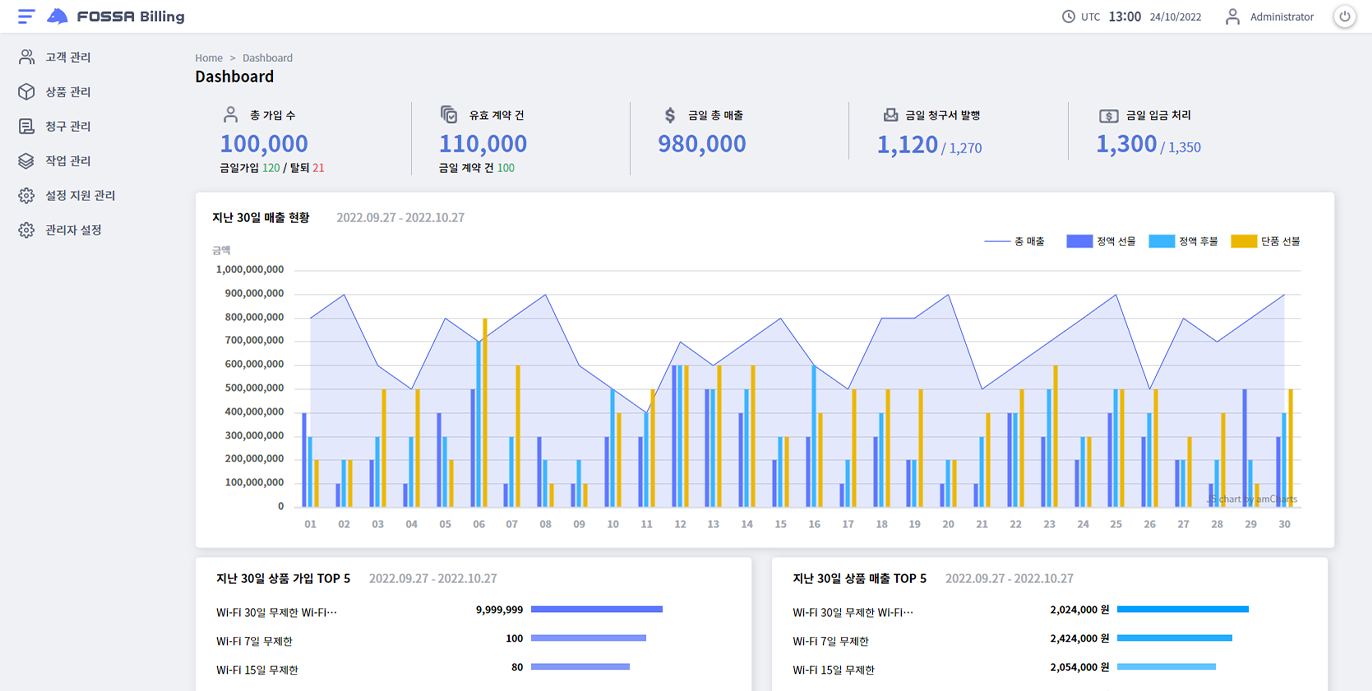 FOSSA Billing
UTC 13:00 24/10/2022 Administrator
고객 관리
상품 관리
청구 관리
작업 관리
설정 지원 관리
관리자 설정
Home > Dashboard
Dashboard
총 가입 수
100,000
금일가입 120 / 탈퇴 21
유효 계약 건
110,000
금일 계약 건 100
금일 총 매출
980,000
금일 청구서 발행
1,120 / 1,270
금일 입금 처리
1,300 / 1,350
지난 30일 매출 현황 2022.09.27 - 2022.10.27
총 매출 정액 선물 정액 후불 단품 선불
금액
1,000,000,000
900,000,000
800,000,000
700,000,000
600,000,000
500,000,000
400,000,000
300,000,000
200,000,000
100,000,000
0
01 02 03 04 05 06 07 08 09 10 11 12 13 14 15 16 17 18 19 20 21 22 23 24 25 26 27 28 29 30
JS chart by amCharts
지난 30일 상품 가입 TOP 5 2022.09.27 - 2022.10.27
WI-FI 30일 무제한 WI-FI… 9,999,999
WI-FI 7일 무제한 100
WI-FI 15일 무제한 80
지난 30일 상품 매출 TOP 5 2022.09.27 - 2022.10.27
WI-FI 30일 무제한 WI-FI… 2,024,000 원
WI-FI 7일 무제한 2,424,000 원
WI-FI 15일 무제한 2,054,000 원